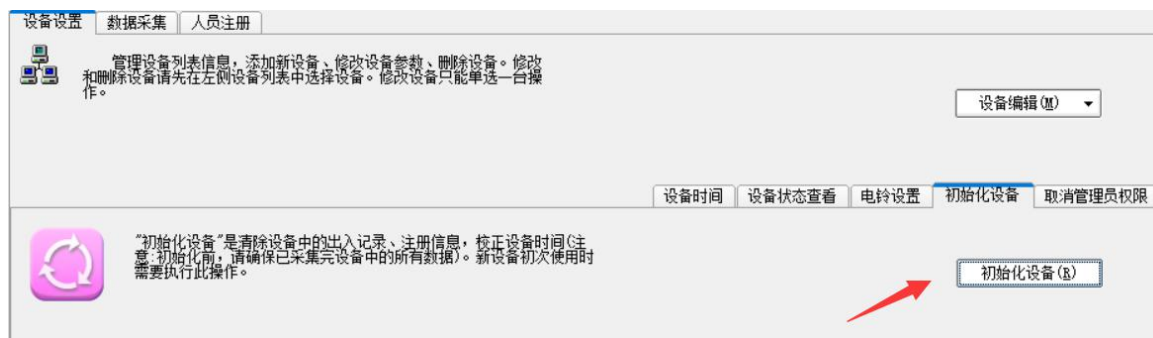 设备设置 数据采集 人员注册
管理设备列表信息，添加新设备、修改设备参数、删除设备。修改
和删除设备请先在左侧设备列表中选择设备。修改设备只能单选一台操
作。
设备编辑(M)
设备时间 设备状态查看 电铃设置 初始化设备 取消管理员权限
"初始化设备"是清除设备中的出入记录、注册信息，校正设备时间(注
意:初始化前，请确保已采集完设备中的所有数据)。新设备初次使用时
需要执行此操作。
初始化设备(R)